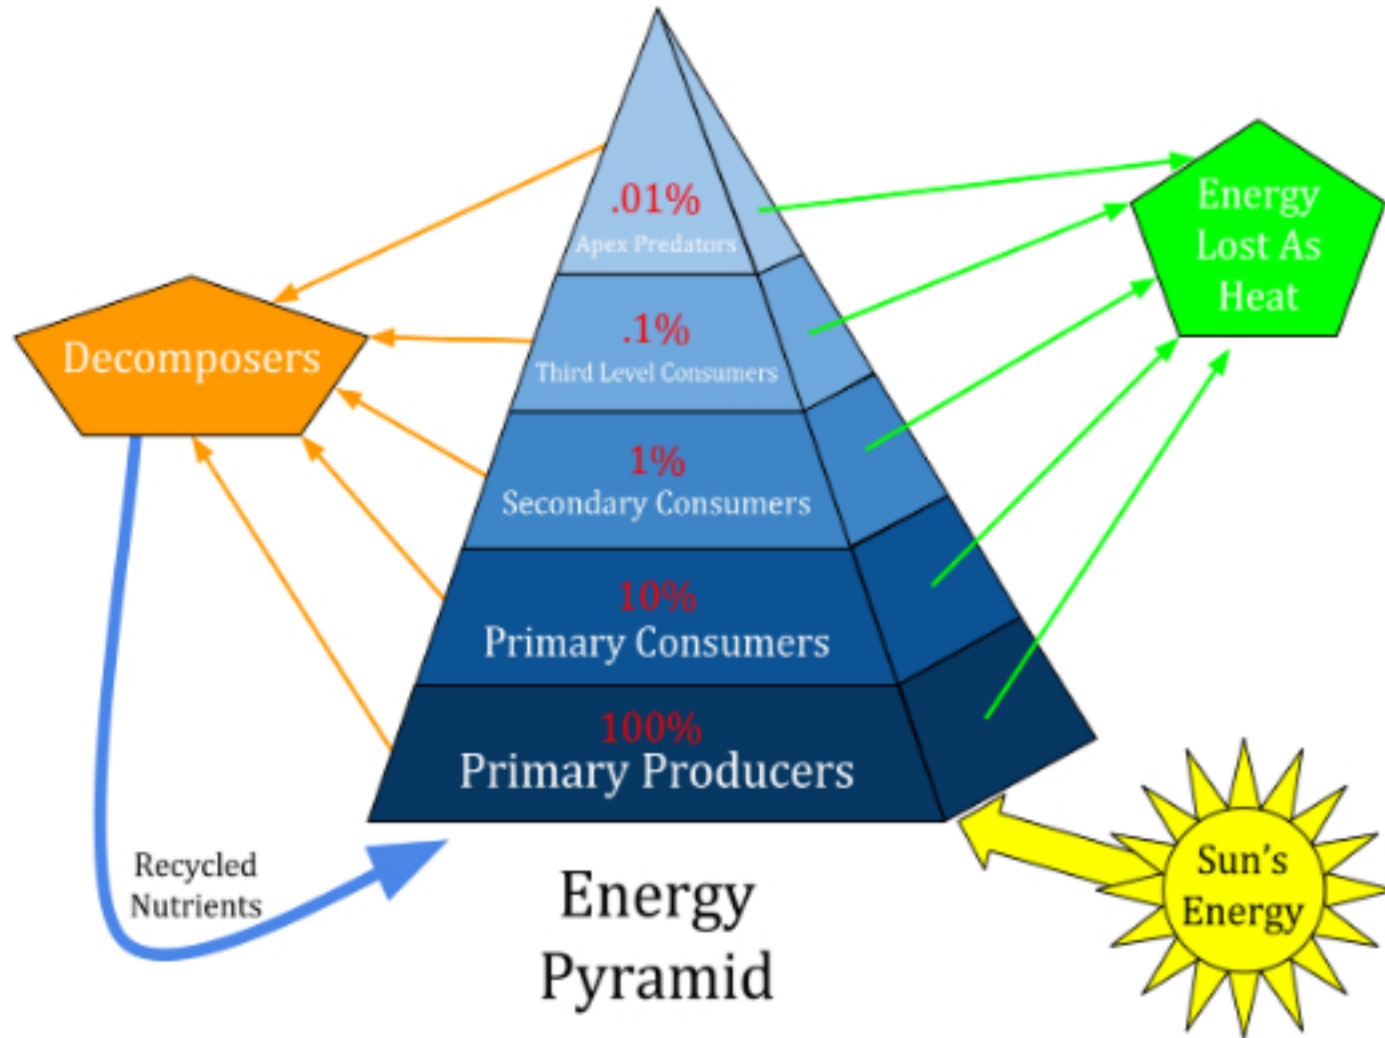 .01%
Apex Predators
Energy
Lost As
Heat
.1%
Third Level Consumers
Decomposers
1%
Secondary Consumers
10%
Primary Consumers
100%
Primary Producers
Recycled
Nutrients
Sun's
Energy
Energy
Pyramid